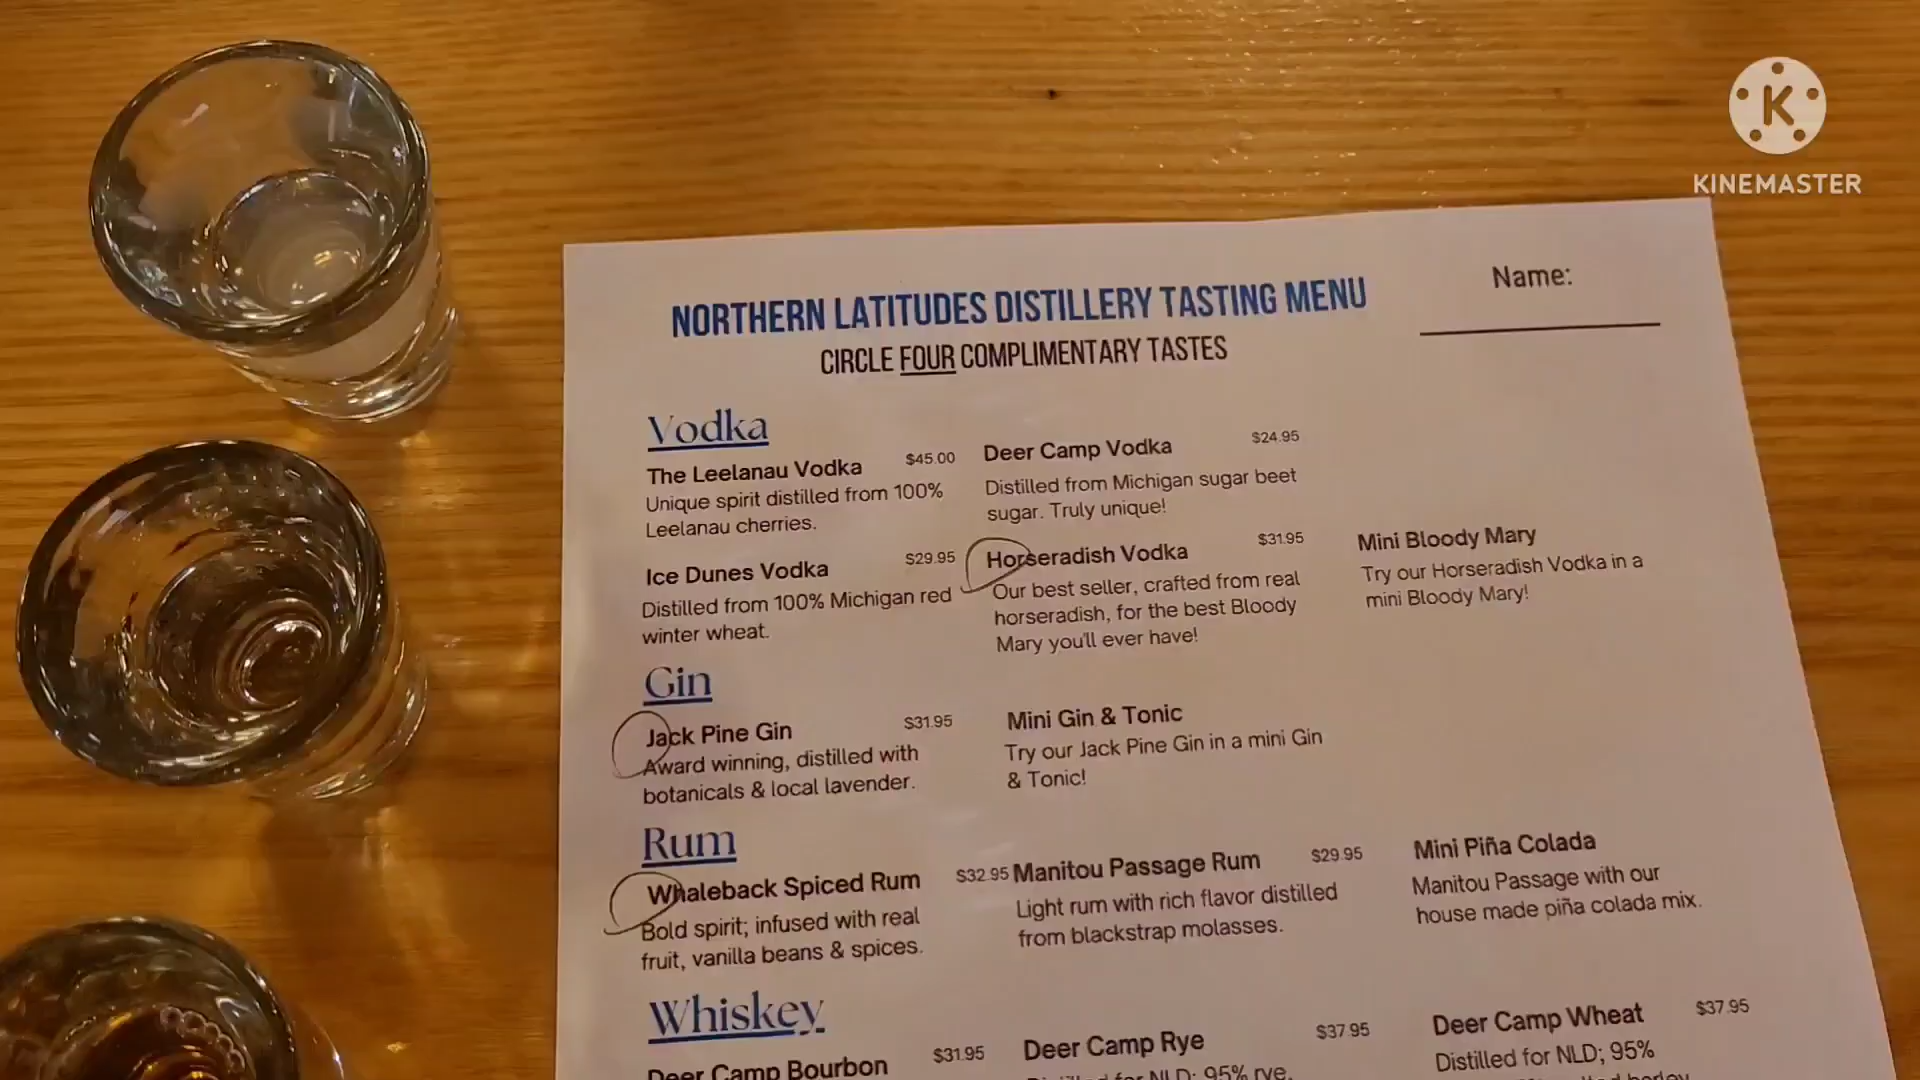 K
KINEMASTER
Name:
NORTHERN LATITUDES DISTILLERY TASTING MENU
CIRCLE FOUR COMPLIMENTARY TASTES
Vodka
The Leelanau Vodka $45.00
Unique spirit distilled from 100%
Leelanau cherries.
Deer Camp Vodka $24.95
Distilled from Michigan sugar beet
sugar. Truly unique!
Ice Dunes Vodka $29.95
Distilled from 100% Michigan red
winter wheat.
Horseradish Vodka $31.95
Our best seller, crafted from real
horseradish, for the best Bloody
Mary you'll ever have!
Mini Bloody Mary
Try our Horseradish Vodka in a
mini Bloody Mary!
Gin
Jack Pine Gin $31.95
Award winning, distilled with
botanicals & local lavender.
Mini Gin & Tonic
Try our Jack Pine Gin in a mini Gin
& Tonic!
Rum
Whaleback Spiced Rum $32.95
Bold spirit; infused with real
fruit, vanilla beans & spices.
Manitou Passage Rum $29.95
Light rum with rich flavor distilled
from blackstrap molasses.
Mini Piña Colada
Manitou Passage with our
house made piña colada mix.
Whiskey
Deer Camp Bourbon $31.95
Deer Camp Rye $37.95
NLD; 95% rye,
Deer Camp Wheat $37.95
Distilled for NLD; 95%